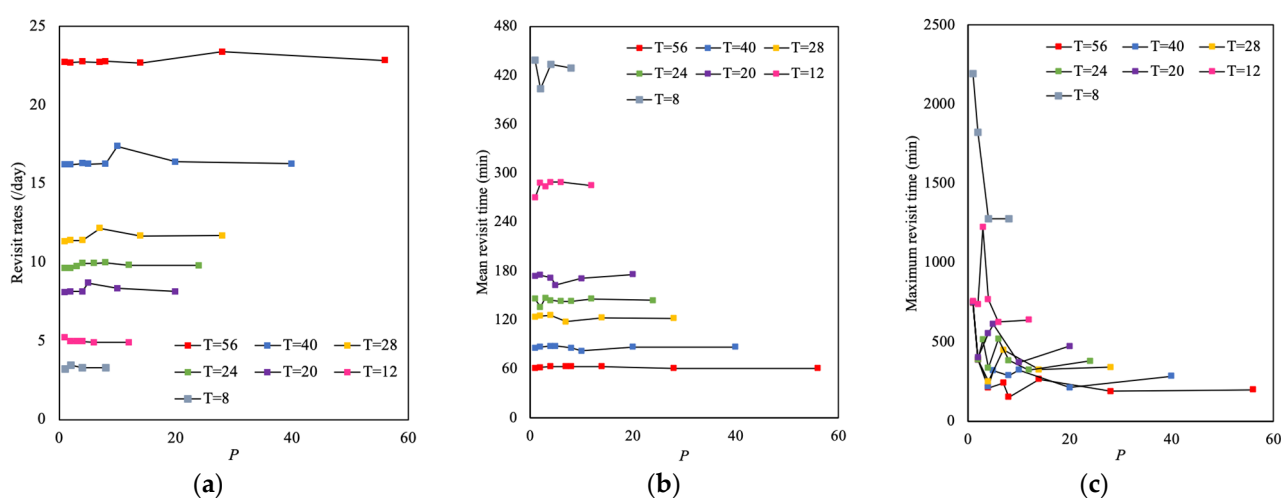 25
20
15
10
5
0
Revisit rates (/day)
T=56 T=40 T=28
T=24 T=20 T=12
T=8
0 20 40 60
P
(a)
480
420
360
300
240
180
120
60
0
Mean revisit time (min)
T=56 T=40 T=28
T=24 T=20 T=12
T=8
0 20 40 60
P
(b)
2500
2000
1500
1000
500
0
Maximum revisit time (min)
T=56 T=40 T=28
T=24 T=20 T=12
T=8
0 20 40 60
P
(c)